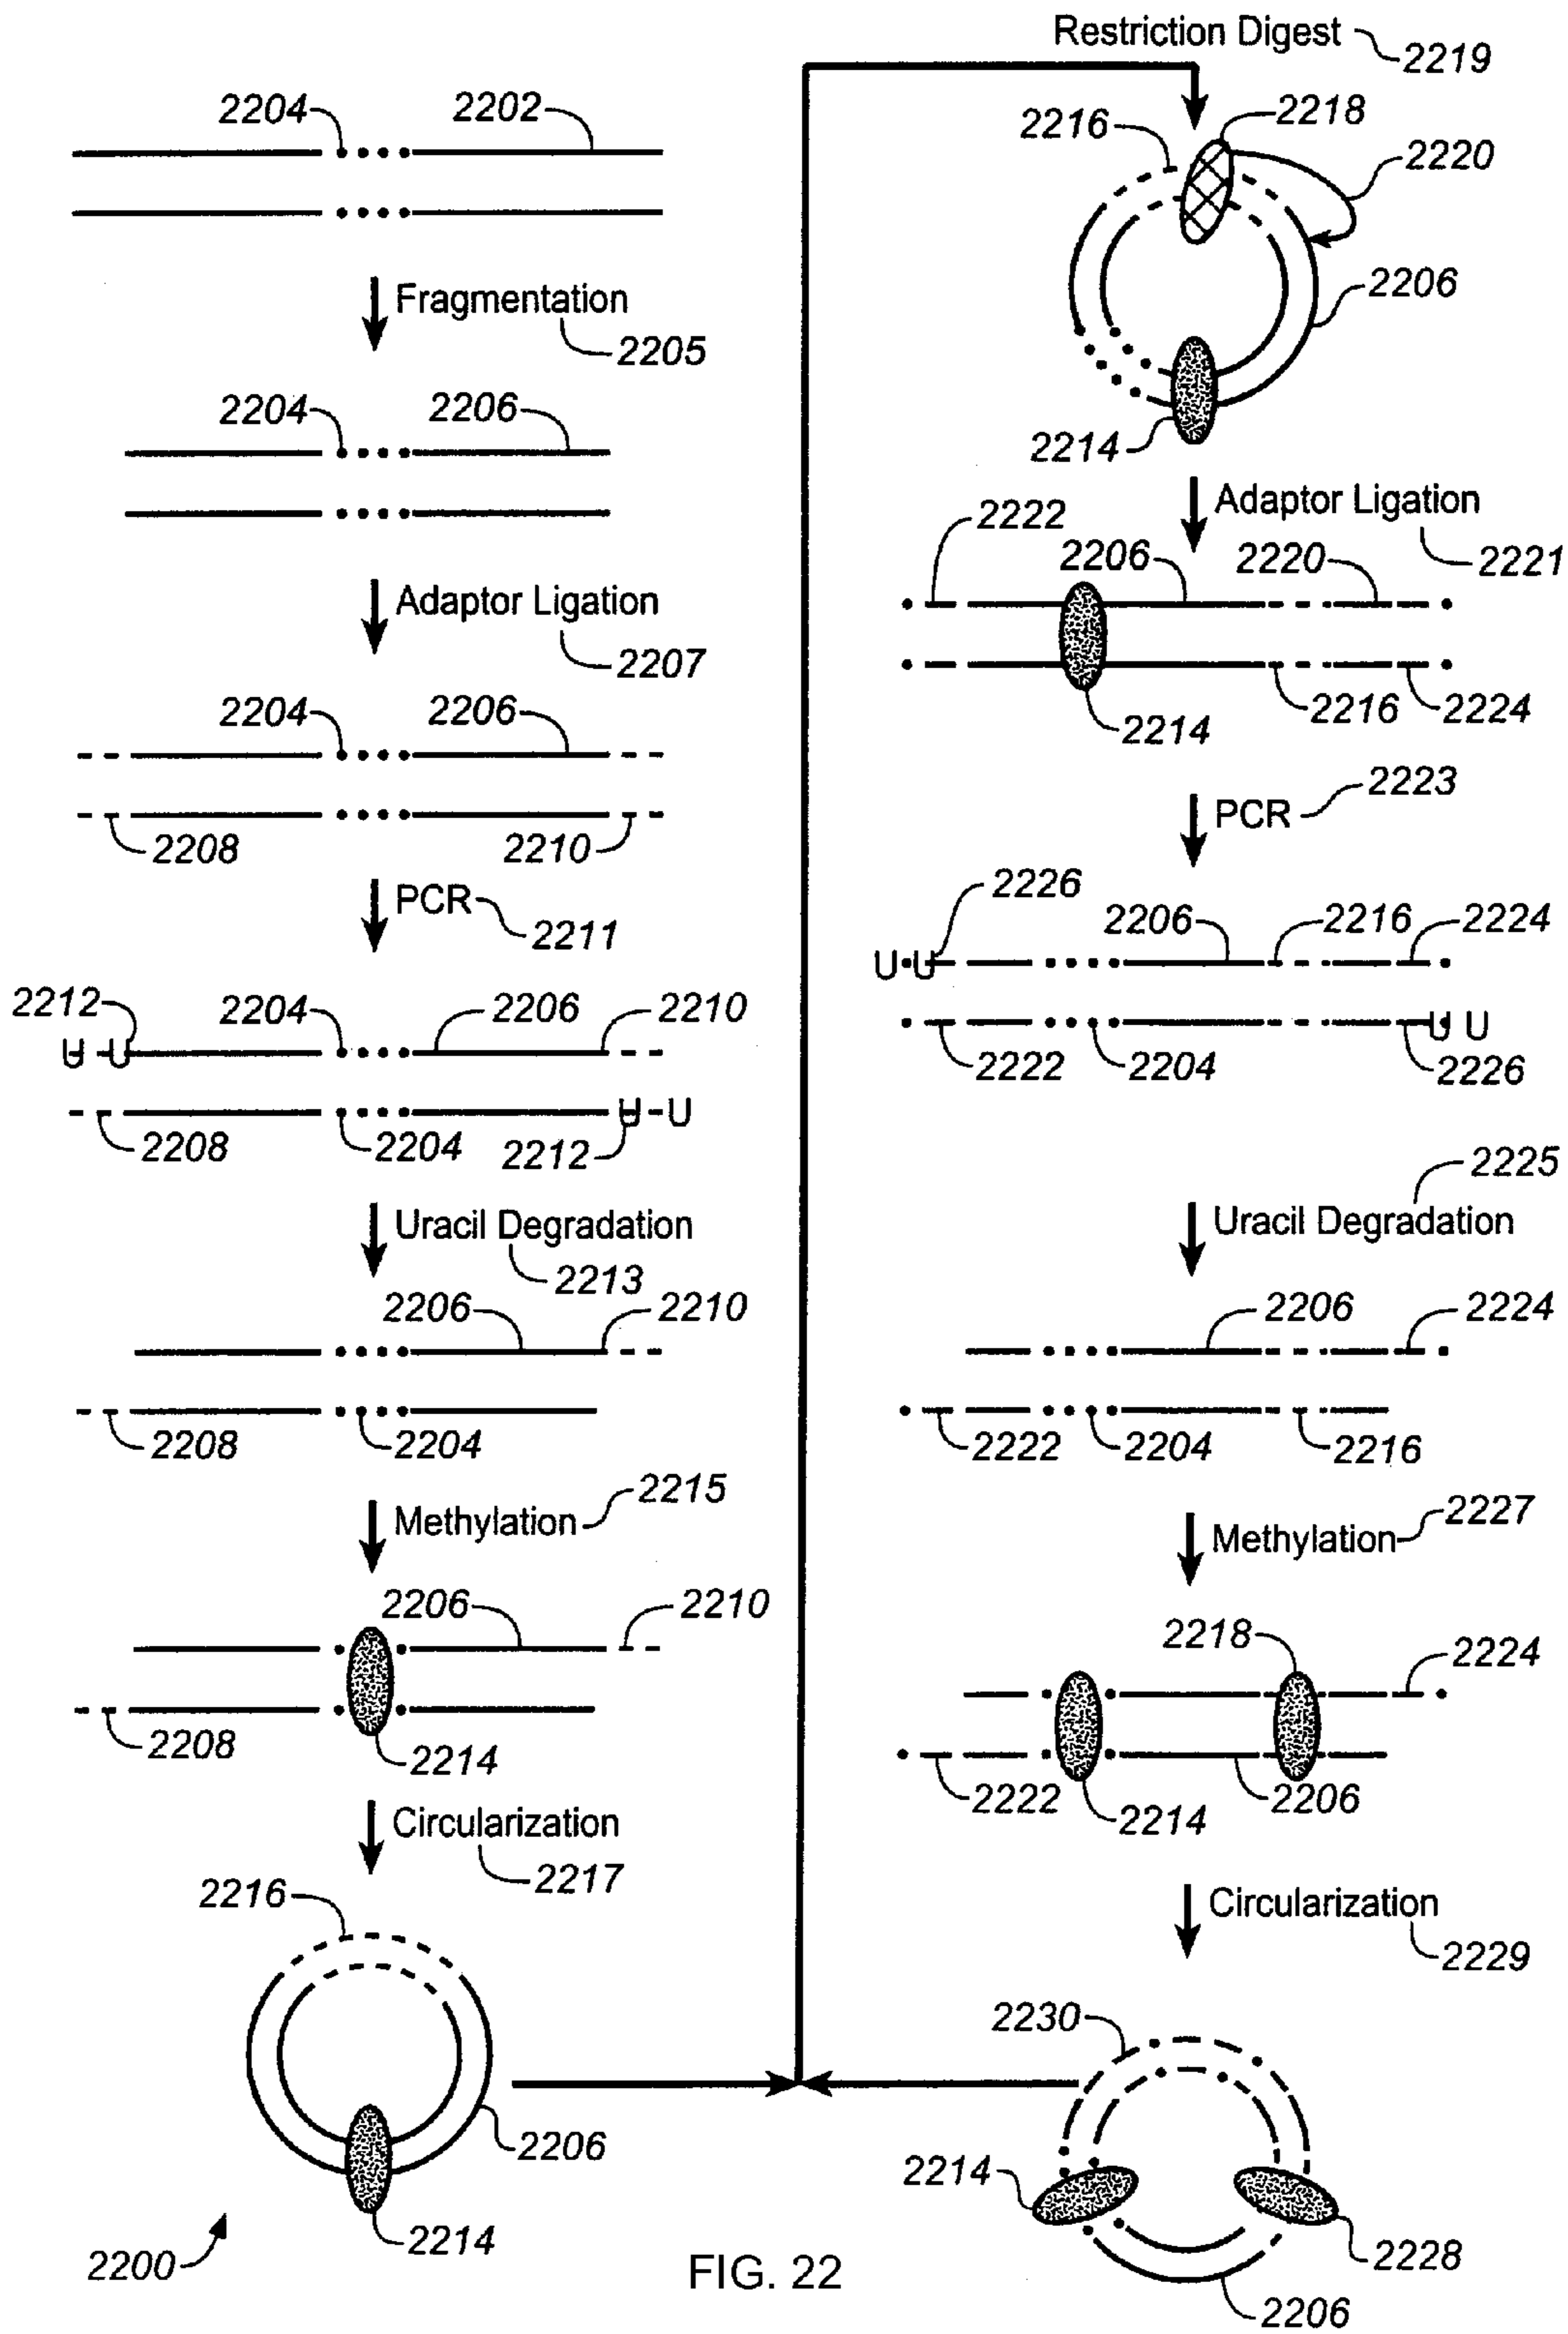 2204 2202
Fragmentation
2205
2204 2206
Adaptor Ligation
2207
2204 2206
2208 2210
PCR
2211
2212 2204 2206 2210
U U
U U
2208 2204 2212
Uracil Degradation
2213
2206 2210
2208 2204
2215
Methylation
2206 2210
2208
2214
Circularization
2217
2216
2206
2214
2200
Restriction Digest
2219
2218
2216
2220
2206
2214
2222
Adaptor Ligation
2206 2220
2221
2216 2224
2214
2223
PCR
2226
2206 2216 2224
U U
U U
2222 2204 2226
2225
Uracil Degradation
2206 2224
2222 2204 2216
2227
Methylation
2218
2224
2222 2206
2214
Circularization
2229
2230
2214
2228
2206
FIG. 22